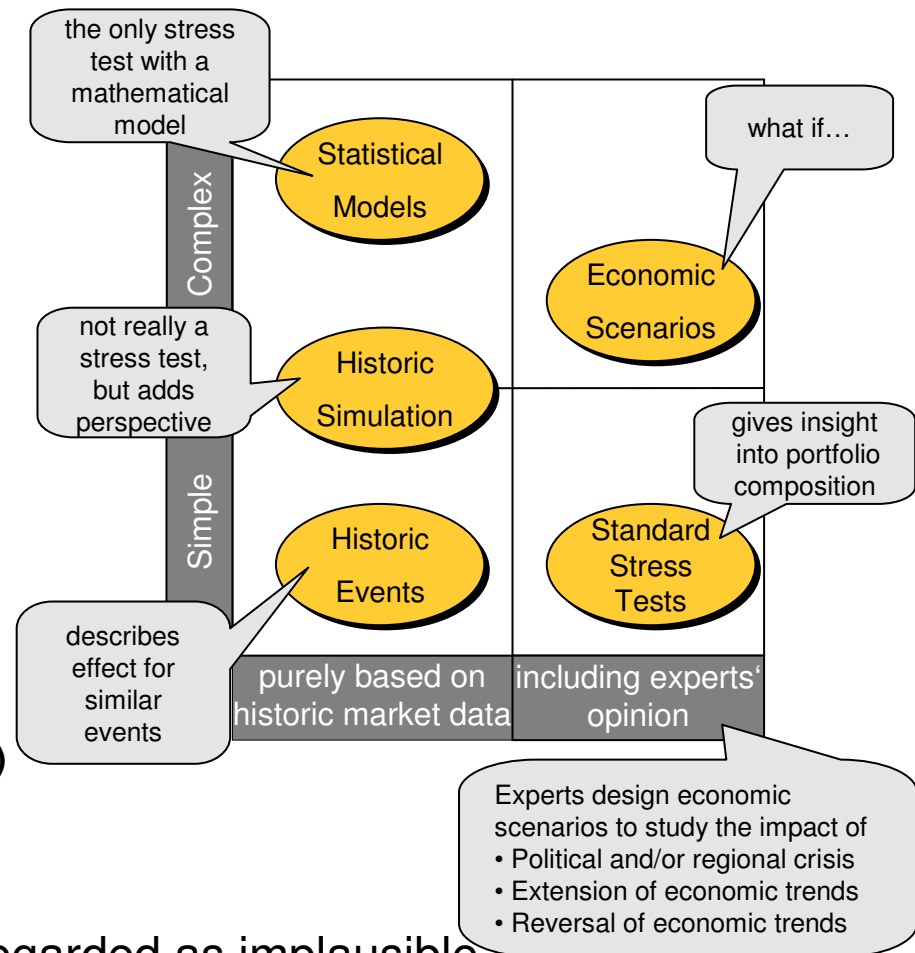 the only stress
test with a
mathematical
model
what if…
Statistical
Models
Complex
Economic
Scenarios
not really a
stress test,
but adds
perspective
Historic
Simulation
gives insight
into portfolio
composition
Simple
Historic
Events
Standard
Stress
Tests
describes
effect for
similar
events
purely based on
historic market data
including experts‘
opinion
)
Experts design economic
scenarios to study the impact of
• Political and/or regional crisis
• Extension of economic trends
• Reversal of economic trends
as implausible